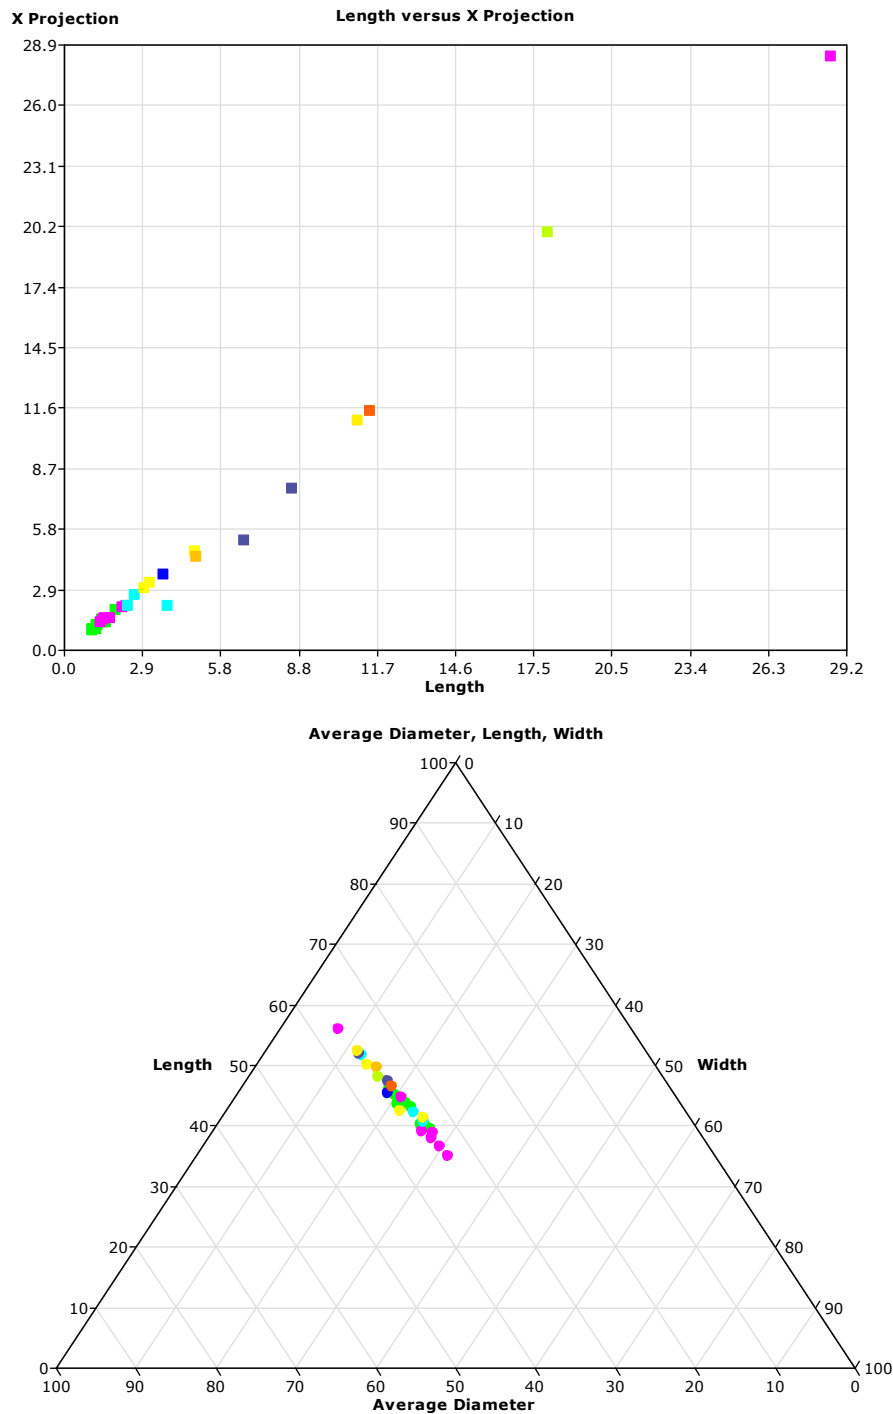 X Projection
Length versus X Projection
28.9
26.0
23.1
20.2
17.4
14.5
11.6
8.7
5.8
2.9
0.0
0.0 2.9 5.8 8.8 11.7 14.6 17.5 20.5 23.4 26.3 29.2
Length
Average Diameter, Length, Width
100 0
90 10
80 20
70 30
60 40
Length 50 50 Width
40 60
30 70
20 80
10 90
0 100
100 90 80 70 60 50 40 30 20 10 0
Average Diameter